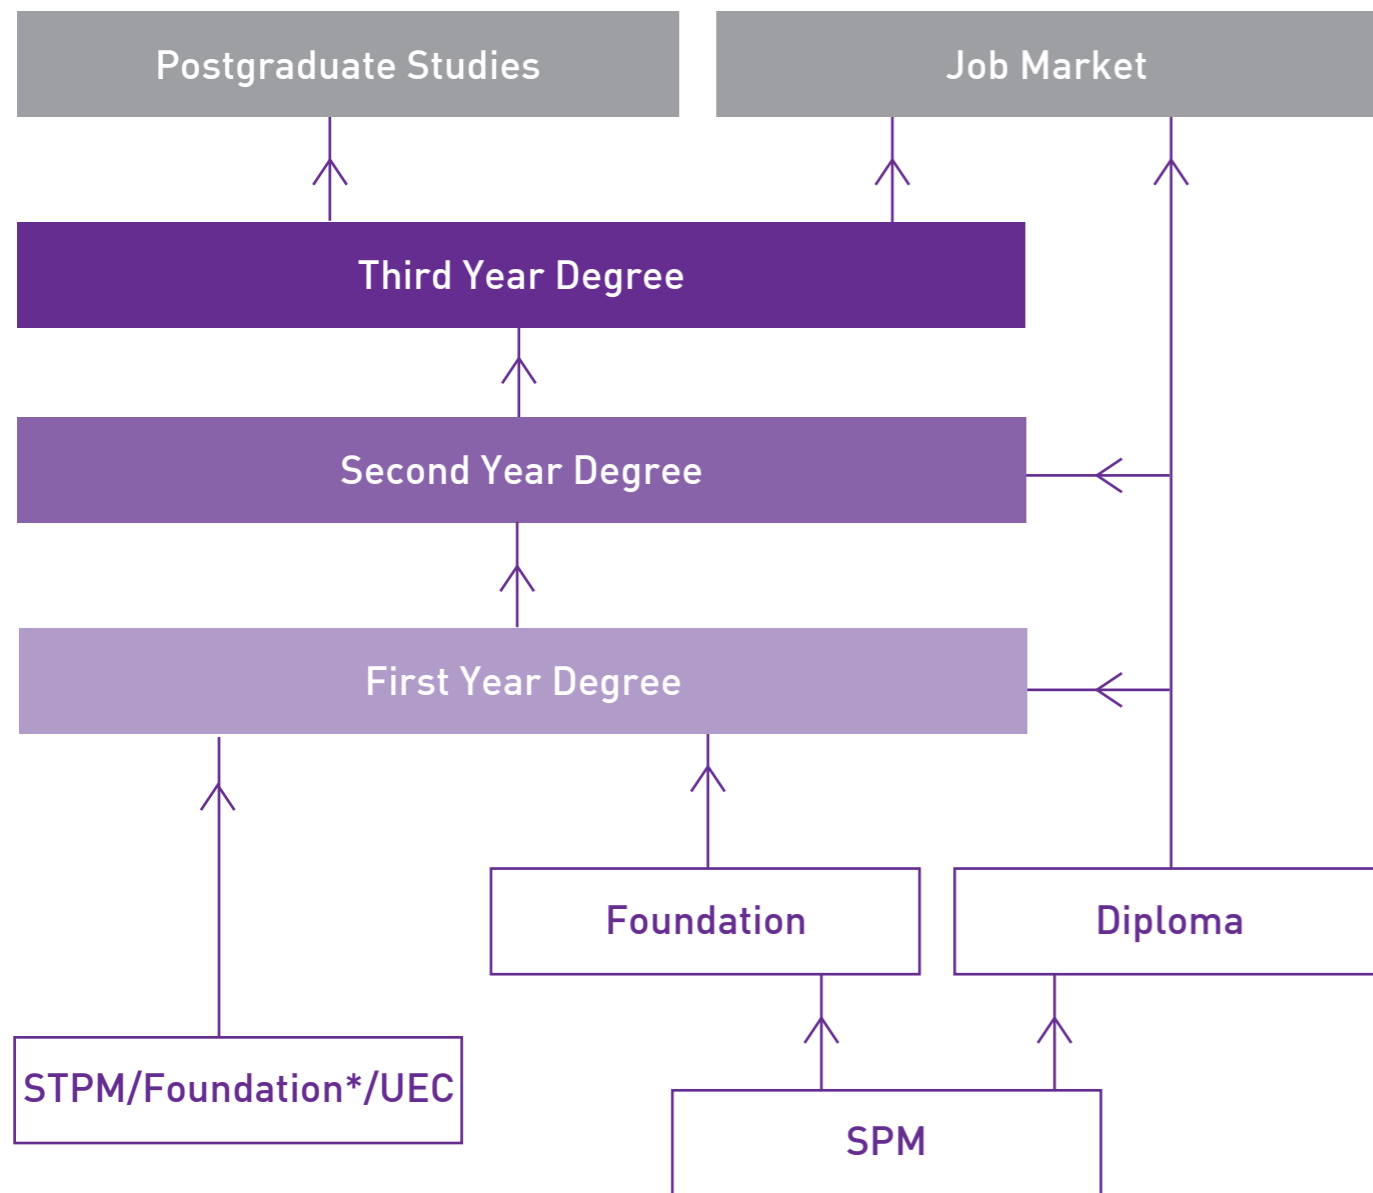 Postgraduate Studies
Job Market
Third Year Degree
Second Year Degree
First Year Degree
Foundation
Diploma
STPM/Foundation*/UEC
SPM